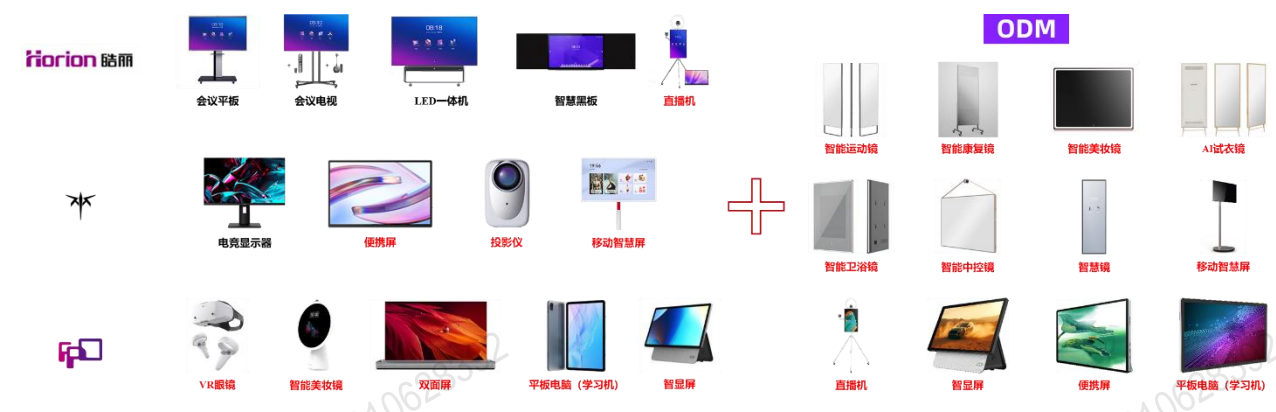 ODM
Horion 皓丽
会议平板 会议电视 LED一体机 智慧黑板 直播机
智能运动镜 智能康复镜 智能美妆镜 AI试衣镜
电竞显示器 便携屏 投影仪 移动智慧屏
智能卫浴镜 智能中控镜 智慧镜 移动智慧屏
VR眼镜 智能美妆镜 双面屏 平板电脑（学习机） 智显屏
直播机 智显屏 便携屏 平板电脑（学习机）